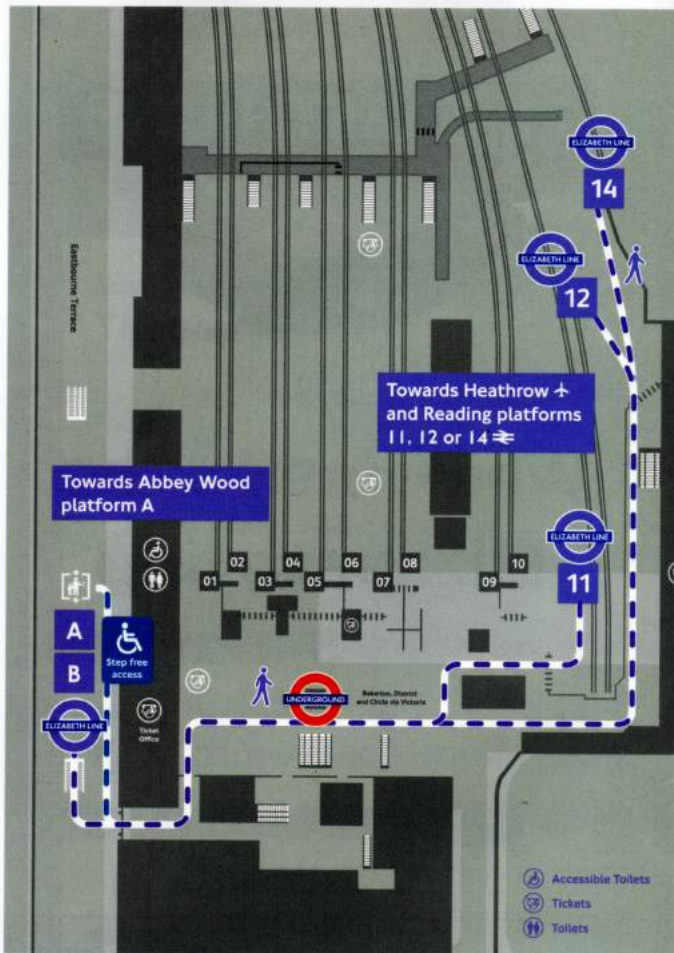 ELIZABETH LINE
14
ELIZABETH LINE
12
Eastbourne Terrace
Towards Heathrow
and Reading platforms
11, 12 or 14
Towards Abbey Wood
platform A
ELIZABETH LINE
11
01
02
03
04
05
06
07
08
09
10
A
B
Step free
access
ELIZABETH LINE
Ticket
Office
UNDERGROUND
Bakerloo, District
and Circle via Victoria
Accessible Toilets
Tickets
Toilets